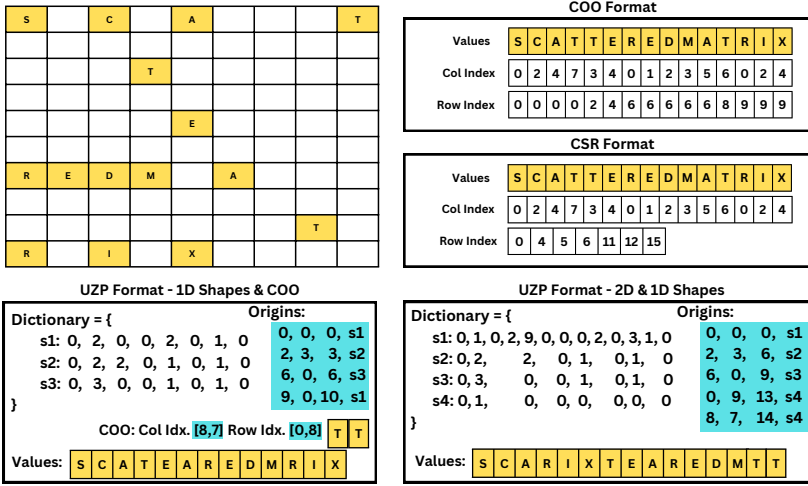 S C A T
T
E
R E D M A
T
R I X
COO Format
Values S C A T T E R E D M A T R I X
Col Index 0 2 4 7 3 4 0 1 2 3 5 6 0 2 4
Row Index 0 0 0 0 2 4 6 6 6 6 6 8 9 9 9
CSR Format
Values S C A T T E R E D M A T R I X
Col Index 0 2 4 7 3 4 0 1 2 3 5 6 0 2 4
Row Index 0 4 5 6 11 12 15
UZP Format - 1D Shapes & COO
Dictionary = {
s1: 0, 2, 0, 0, 2, 0, 1, 0
s2: 0, 2, 2, 0, 1, 0, 1, 0
s3: 0, 3, 0, 0, 1, 0, 1, 0
}
Origins:
0, 0, 0, s1
2, 3, 3, s2
6, 0, 6, s3
9, 0, 10, s1
COO: Col Idx. [8,7] Row Idx. [0,8] T T
Values: S C A T E A R E D M R I X
UZP Format - 2D & 1D Shapes
Dictionary = {
s1: 0, 1, 0, 2, 9, 0, 0, 0, 2, 0, 3, 1, 0
s2: 0, 2, 2, 0, 1, 0, 1, 0
s3: 0, 3, 0, 0, 1, 0, 1, 0
s4: 0, 1, 0, 0, 0, 0, 0, 0
}
Origins:
0, 0, 0, s1
2, 3, 6, s2
6, 0, 9, s3
0, 9, 13, s4
8, 7, 14, s4
Values: S C A R I X T E A R E D M T T